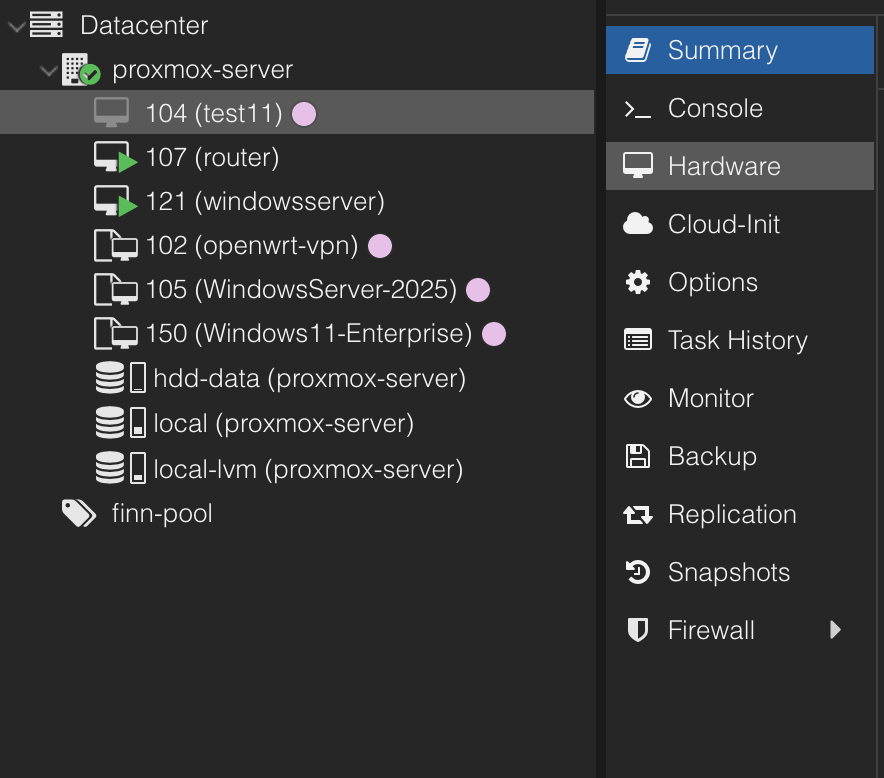 Datacenter
proxmox-server
104 (test11)
107 (router)
121 (windowsserver)
102 (openwrt-vpn)
105 (WindowsServer-2025)
150 (Windows11-Enterprise)
hdd-data (proxmox-server)
local (proxmox-server)
local-lvm (proxmox-server)
finn-pool
Summary
Console
Hardware
Cloud-Init
Options
Task History
Monitor
Backup
Replication
Snapshots
Firewall